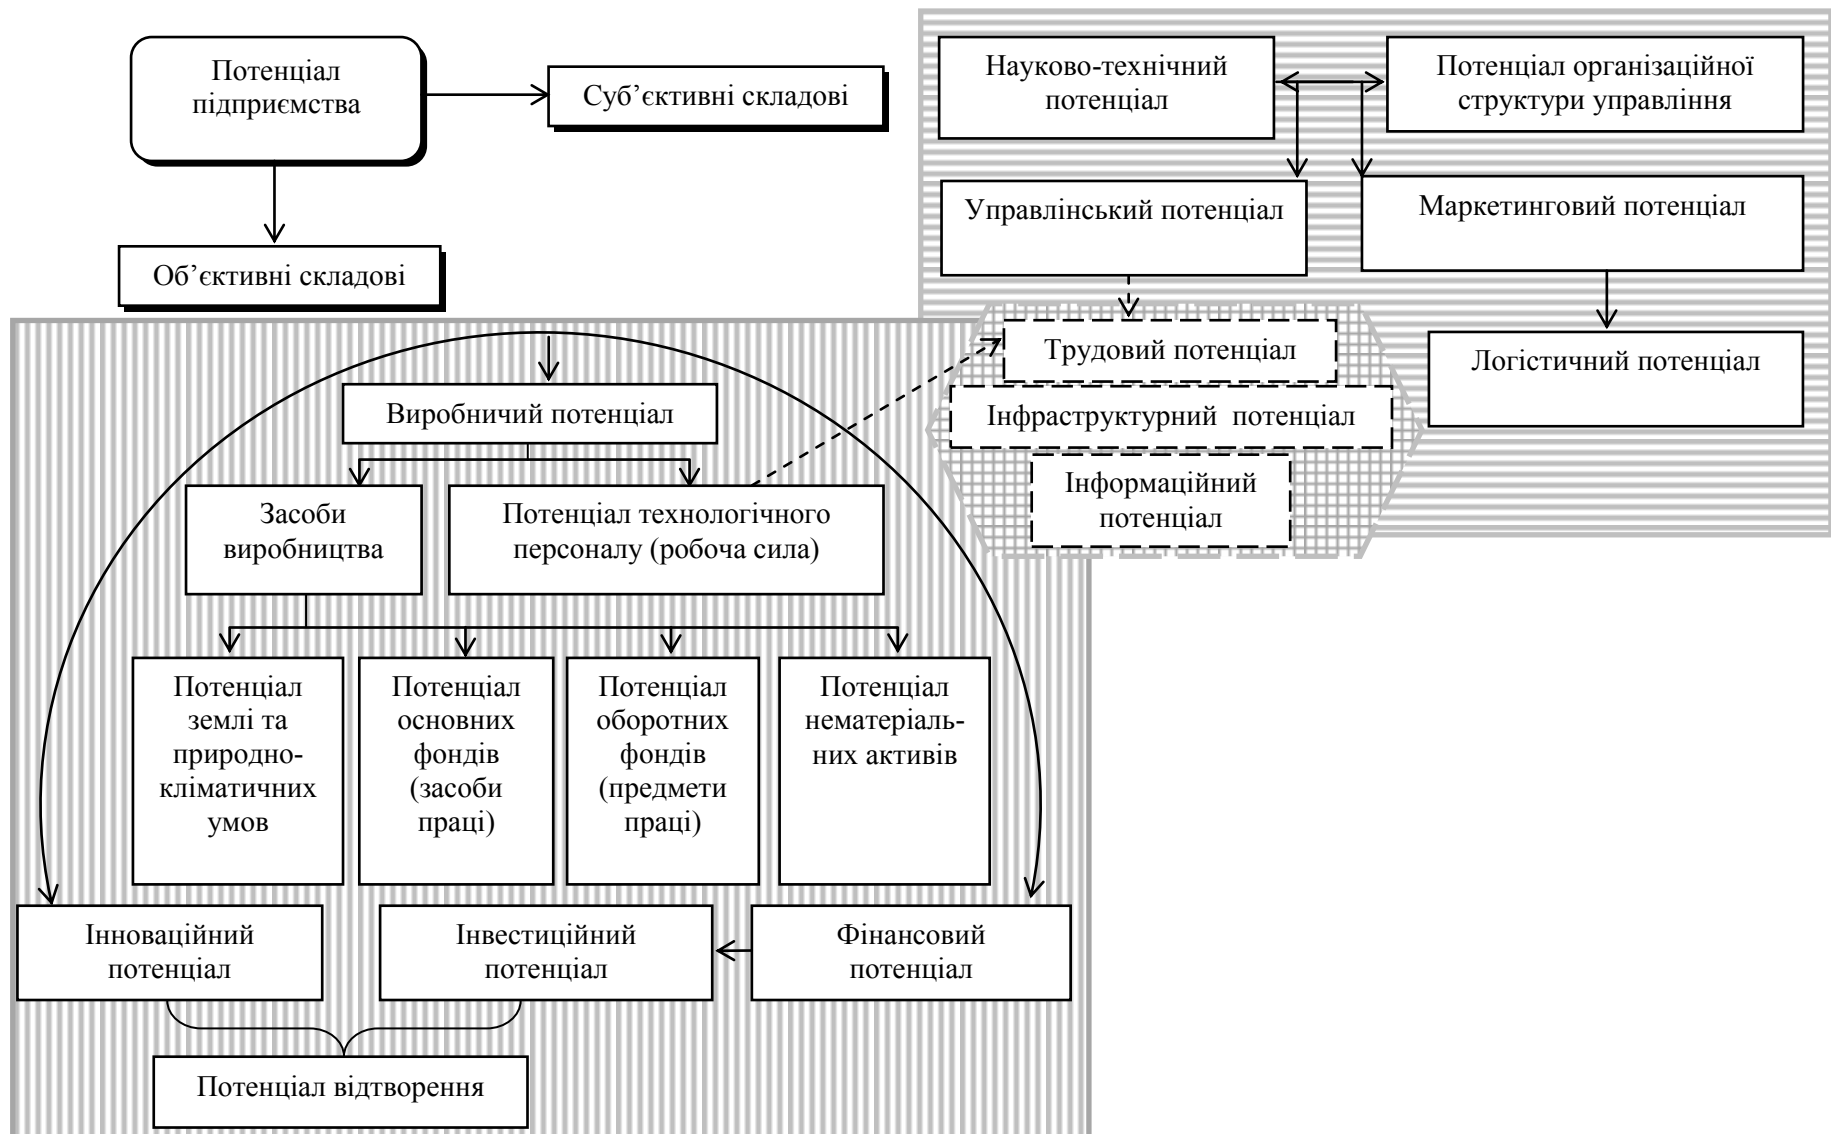 Потенціал
підприємства
Суб’єктивні складові
Об’єктивні складові
Науково-технічний
потенціал
Потенціал організаційної
структури управління
Управлінський потенціал
Маркетинговий потенціал
Логістичний потенціал
Трудовий потенціал
Інфраструктурний потенціал
Інформаційний
потенціал
Виробничий потенціал
Засоби
виробництва
Потенціал технологічного
персоналу (робоча сила)
Потенціал
землі та
природно-
кліматичних
умов
Потенціал
основних
фондів
(засоби
праці)
Потенціал
оборотних
фондів
(предмети
праці)
Потенціал
нематеріаль-
них активів
Інноваційний
потенціал
Інвестиційний
потенціал
Фінансовий
потенціал
Потенціал відтворення